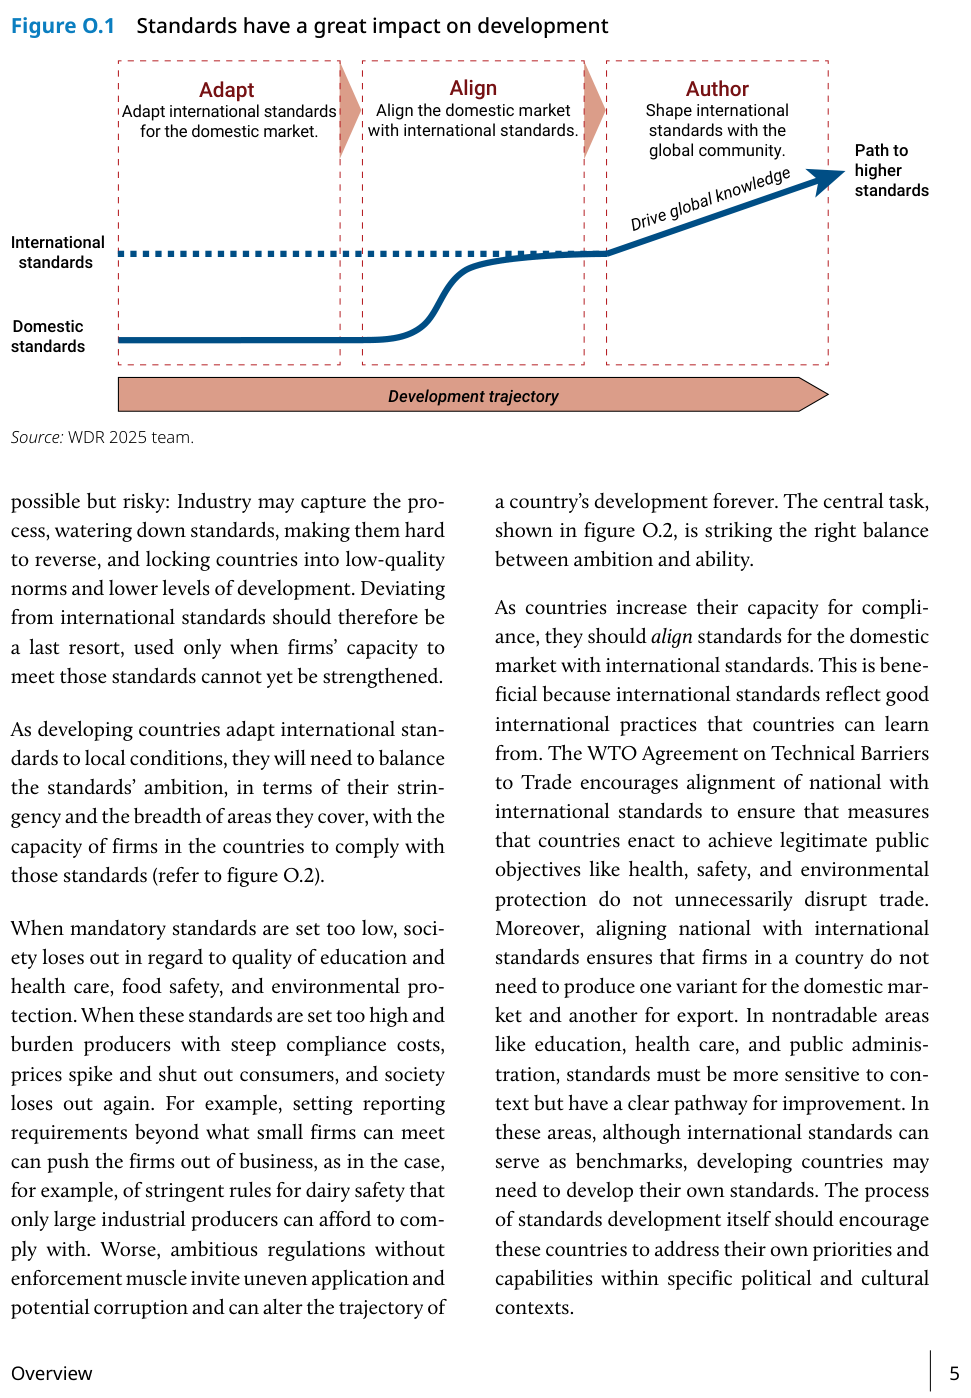 Figure O.1 Standards have a great impact on development
Adapt
Adapt international standards
for the domestic market.
Align
Align the domestic market
with international standards.
Author
Shape international
standards with the
global community.
Path to
higher
standards
Drive global knowledge
International
standards
Domestic
standards
Development trajectory
Source: WDR 2025 team.
possible but risky: Industry may capture the pro-
cess, watering down standards, making them hard
to reverse, and locking countries into low-quality
norms and lower levels of development. Deviating
from international standards should therefore be
a last resort, used only when firms’ capacity to
meet those standards cannot yet be strengthened.
As developing countries adapt international stan-
dards to local conditions, they will need to balance
the standards’ ambition, in terms of their strin-
gency and the breadth of areas they cover, with the
capacity of firms in the countries to comply with
those standards (refer to figure O.2).
When mandatory standards are set too low, soci-
ety loses out in regard to quality of education and
health care, food safety, and environmental pro-
tection. When these standards are set too high and
burden producers with steep compliance costs,
prices spike and shut out consumers, and society
loses out again. For example, setting reporting
requirements beyond what small firms can meet
can push the firms out of business, as in the case,
for example, of stringent rules for dairy safety that
only large industrial producers can afford to com-
ply with. Worse, ambitious regulations without
enforcement muscle invite uneven application and
potential corruption and can alter the trajectory of
a country’s development forever. The central task,
shown in figure O.2, is striking the right balance
between ambition and ability.
As countries increase their capacity for compli-
ance, they should align standards for the domestic
market with international standards. This is bene-
ficial because international standards reflect good
international practices that countries can learn
from. The WTO Agreement on Technical Barriers
to Trade encourages alignment of national with
international standards to ensure that measures
that countries enact to achieve legitimate public
objectives like health, safety, and environmental
protection do not unnecessarily disrupt trade.
Moreover, aligning national with international
standards ensures that firms in a country do not
need to produce one variant for the domestic mar-
ket and another for export. In nontradable areas
like education, health care, and public adminis-
tration, standards must be more sensitive to con-
text but have a clear pathway for improvement. In
these areas, although international standards can
serve as benchmarks, developing countries may
need to develop their own standards. The process
of standards development itself should encourage
these countries to address their own priorities and
capabilities within specific political and cultural
contexts.
Overview 5